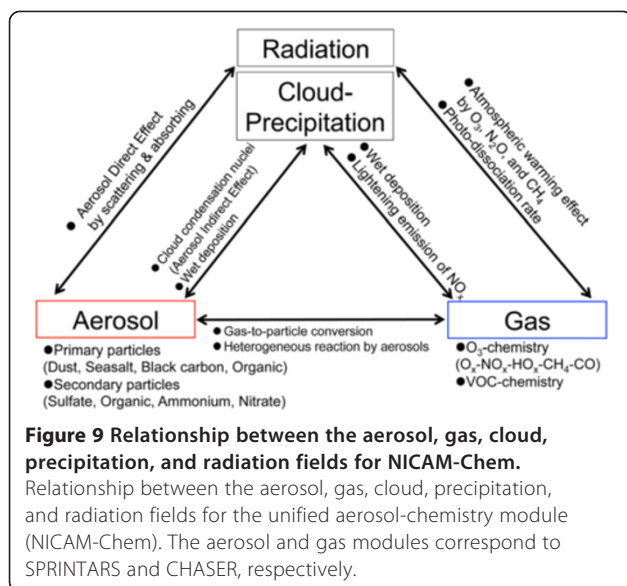 Radiation
Cloud-
Precipitation
● Aerosol Direct Effect
by scattering & absorbing
● Cloud condensation nuclei
(Aerosol Indirect Effect)
● Wet deposition
● Wet deposition
● Lightening emission of NOₓ
● Atmospheric warming effect
by O₃, N₂O, and CH₄
● Photo-dissociation rate
Aerosol
● Gas-to-particle conversion
● Heterogeneous reaction by aerosols
Gas
● Primary particles
(Dust, Seasalt, Black carbon, Organic)
● Secondary particles
(Sulfate, Organic, Ammonium, Nitrate)
● O₃-chemistry
(Oₓ-NOₓ-HOₓ-CH₄-CO)
● VOC-chemistry
Figure 9 Relationship between the aerosol, gas, cloud,
precipitation, and radiation fields for NICAM-Chem.
Relationship between the aerosol, gas, cloud, precipitation,
and radiation fields for the unified aerosol-chemistry module
(NICAM-Chem). The aerosol and gas modules correspond to
SPRINTARS and CHASER, respectively.